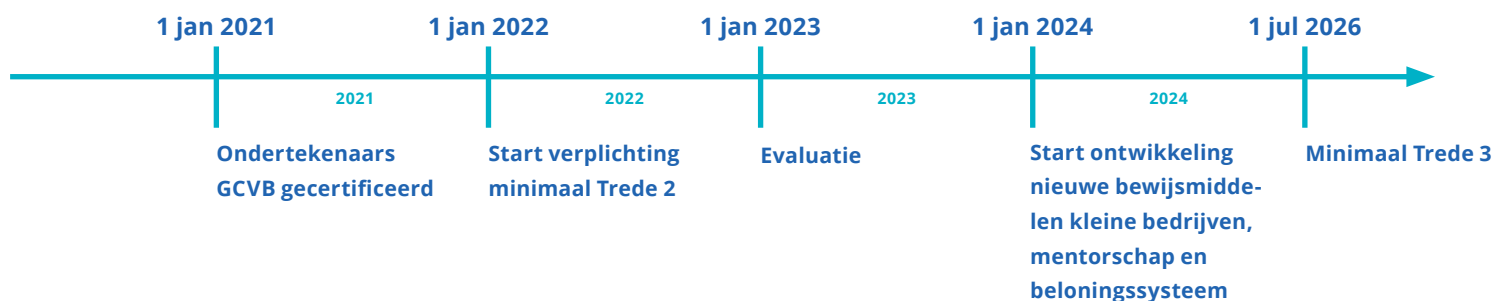 1 jan 2021
1 jan 2022
1 jan 2023
1 jan 2024
1 jul 2026
2021
2022
2023
2024
Ondertekenaars
GCVB gecertificeerd
Start verplichting
minimaal Trede 2
Evaluatie
Start ontwikkeling
nieuwe bewijsmidde-
len kleine bedrijven,
mentorschap en
beloningssysteem
Minimaal Trede 3